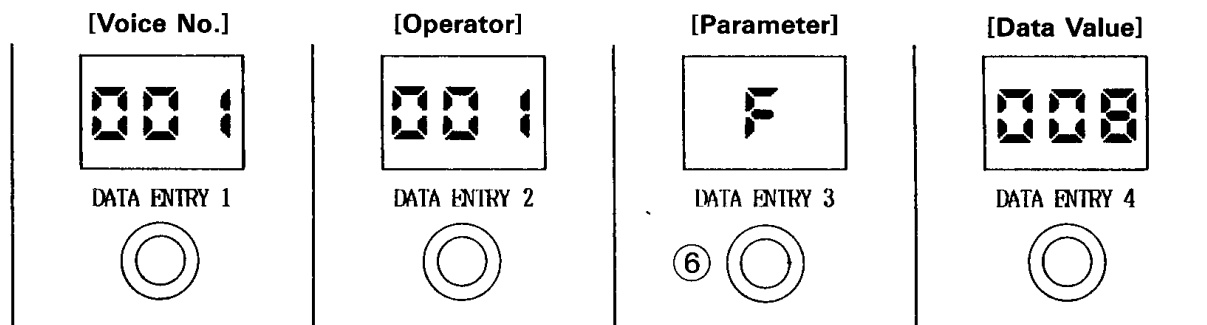 [Voice No.] [Operator] [Parameter] [Data Value]
001 001 F 008
DATA ENTRY 1 DATA ENTRY 2 DATA ENTRY 3 DATA ENTRY 4
⑥